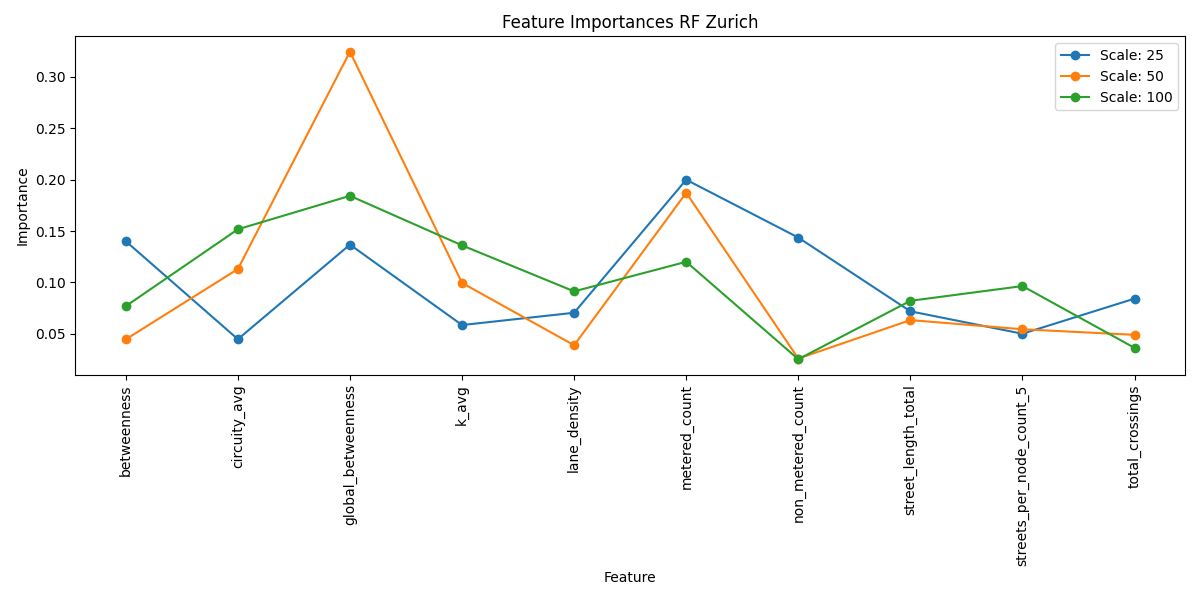 Feature Importances RF Zurich
Scale: 25
Scale: 50
Scale: 100
Importance
0.30
0.25
0.20
0.15
0.10
0.05
betweenness
circuity_avg
global_betweenness
k_avg
lane_density
metered_count
non_metered_count
street_length_total
streets_per_node_count_5
total_crossings
Feature